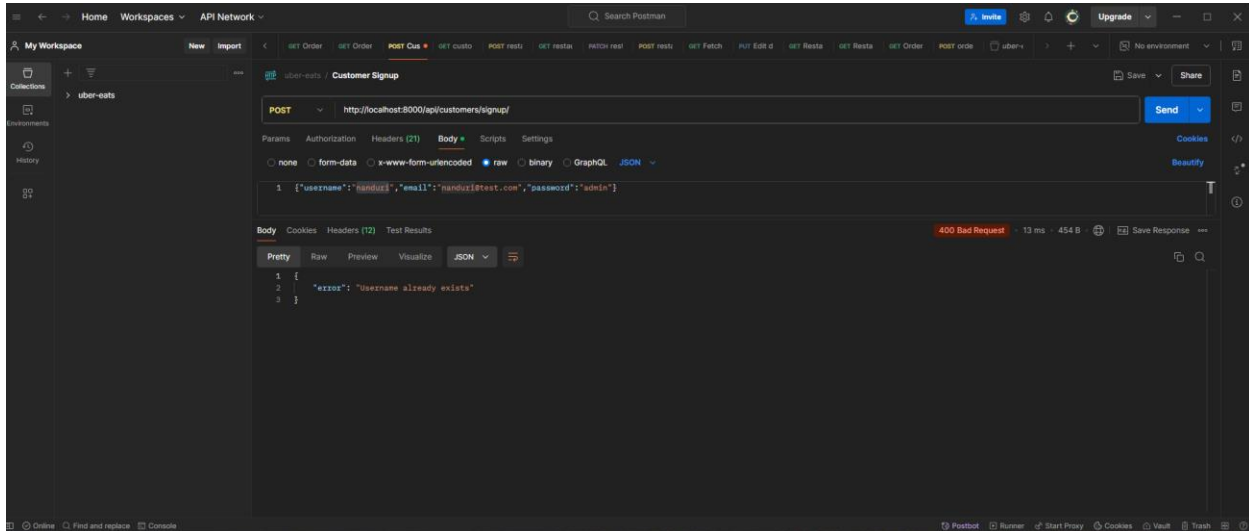 Home Workspaces API Network Search Postman Invite Upgrade
My Workspace New Import GET Order GET Order POST Cus GET custo POST resta GET restau PATCH rest POST resta GET Fetch PUT Edit d GET Resta GET Resta GET Order POST orde uber- No environment
Collections
Environments
History
uber-eats
uber-eats / Customer Signup Save Share
POST http://localhost:8000/api/customers/signup/ Send
Params Authorization Headers (21) Body Scripts Settings Cookies
none form-data x-www-form-urlencoded raw binary GraphQL JSON Beautify
1 {"username":"nanduri","email":"nanduri@test.com","password":"admin"}
Body Cookies Headers (12) Test Results 400 Bad Request 13 ms 454 B Save Response
Pretty Raw Preview Visualize JSON
1 {
2 "error": "Username already exists"
3 }
Online Find and replace Console Postbot Runner Start Proxy Cookies Vault Trash